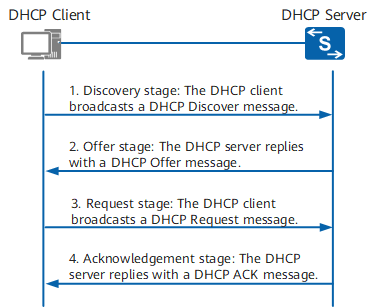 DHCP Client
DHCP Server
S
1. Discovery stage: The DHCP client
broadcasts a DHCP Discover message.
2. Offer stage: The DHCP server replies
with a DHCP Offer message.
3. Request stage: The DHCP client
broadcasts a DHCP Request message.
4. Acknowledgement stage: The DHCP
server replies with a DHCP ACK message.